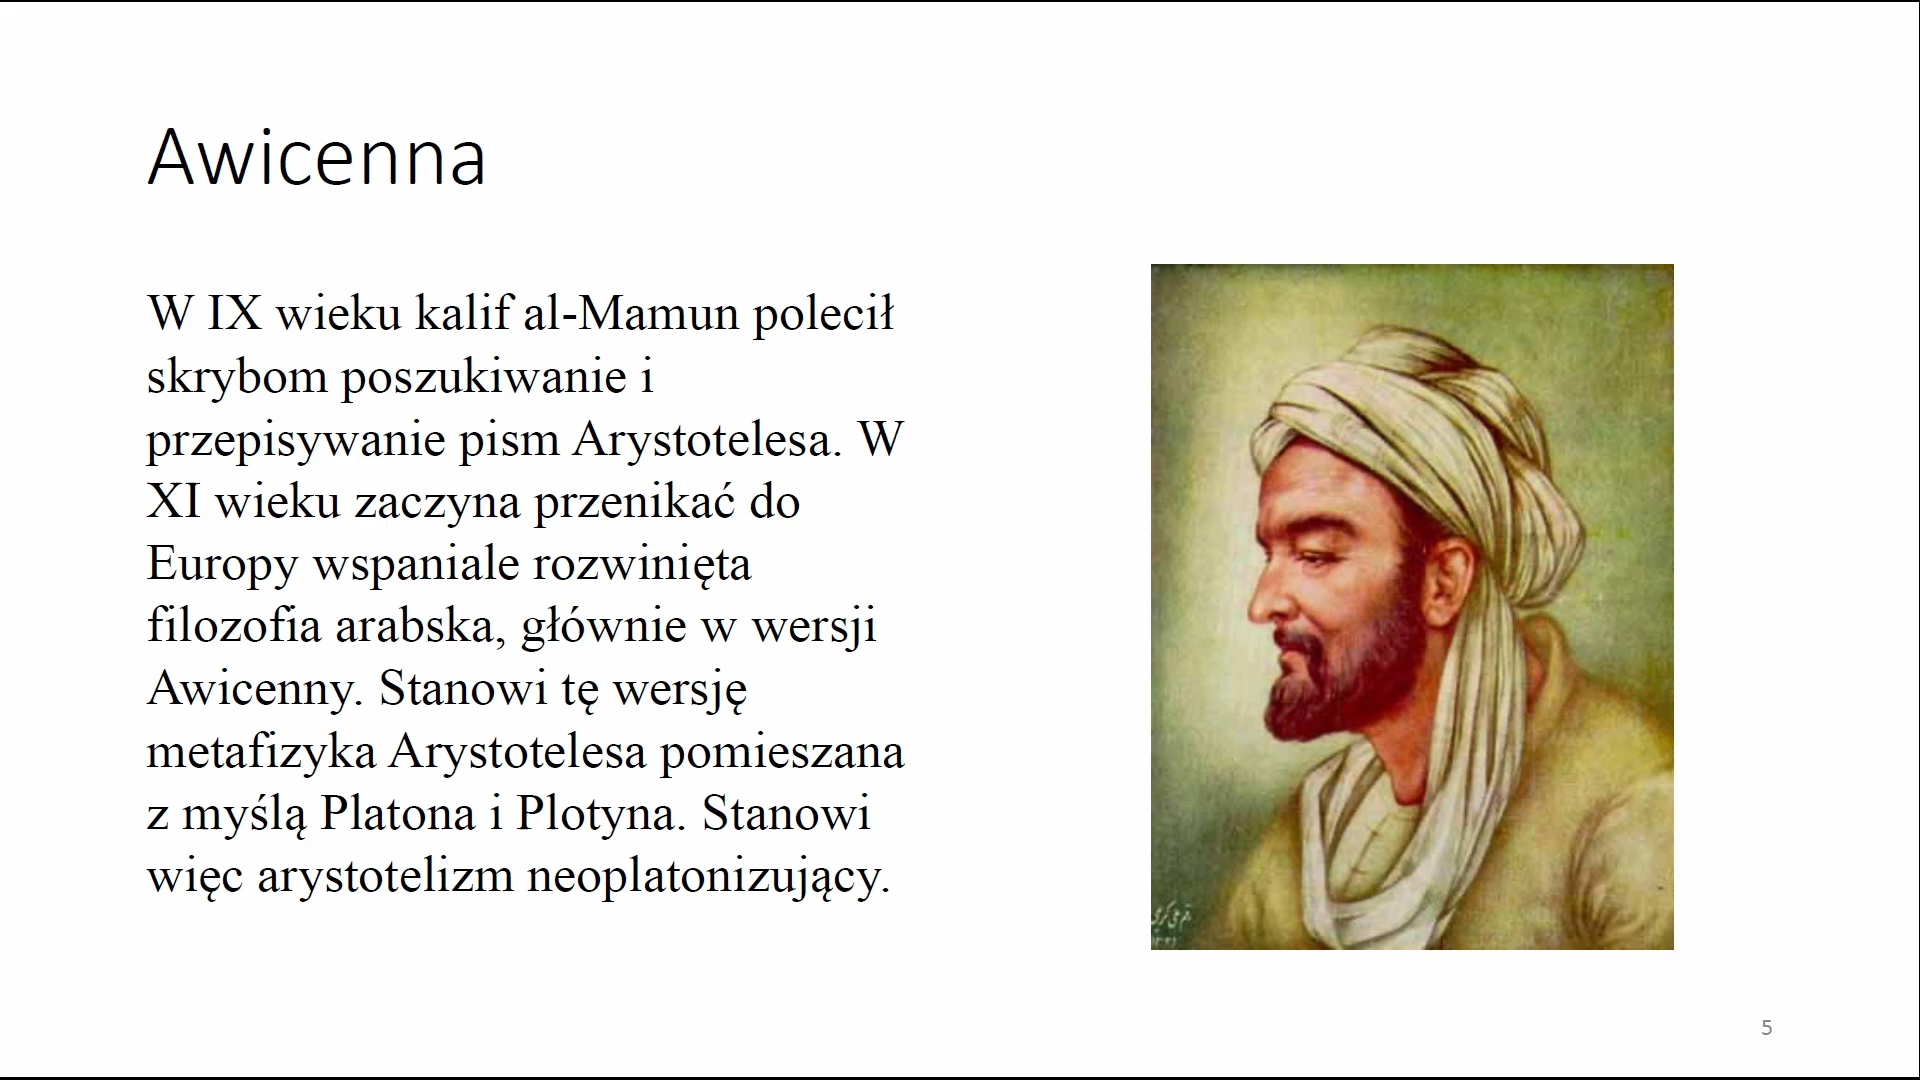 Awicenna
W IX wieku kalif al-Mamun polecił
skrybom poszukiwanie i
przepisywanie pism Arystotelesa. W
XI wieku zaczyna przenikać do
Europy wspaniale rozwinięta
filozofia arabska, głównie w wersji
Awicenny. Stanowi tę wersję
metafizyka Arystotelesa pomieszana
z myślą Platona i Plotyna. Stanowi
więc arystotelizm neoplatonizujący.
5